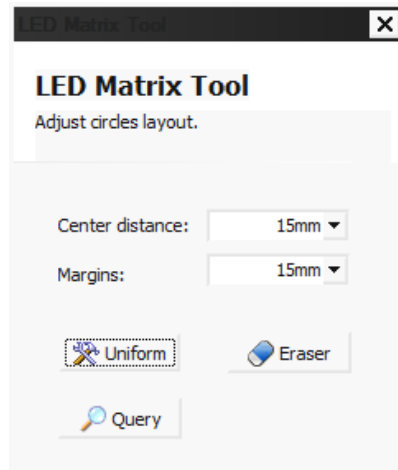 LED Matrix Tool
LED Matrix Tool
Adjust circles layout.
Center distance: 15mm
Margins: 15mm
Uniform Eraser
Query